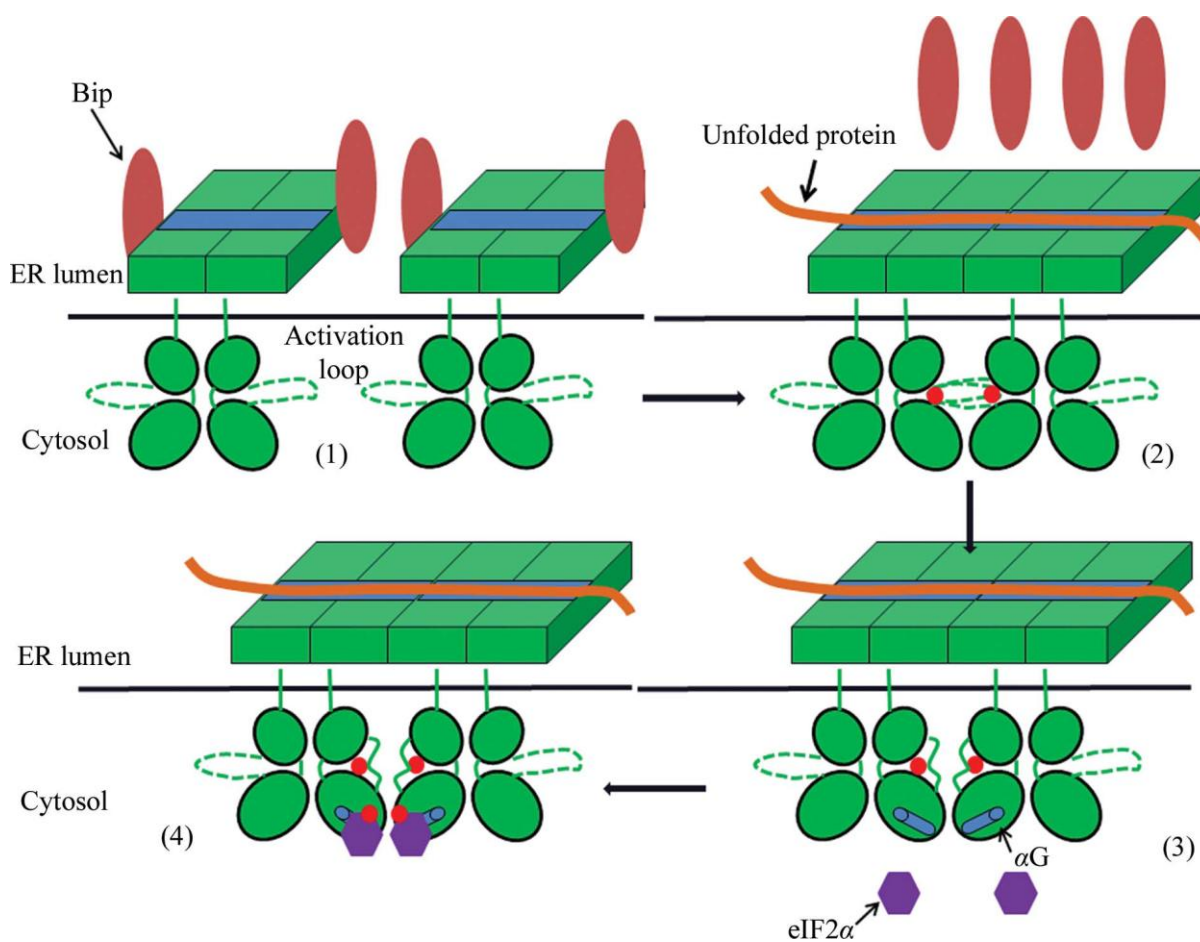 Bip
Unfolded protein
ER lumen
Activation
loop
Cytosol
(1)
(2)
ER lumen
Cytosol
(4)
αG
(3)
eIF2α